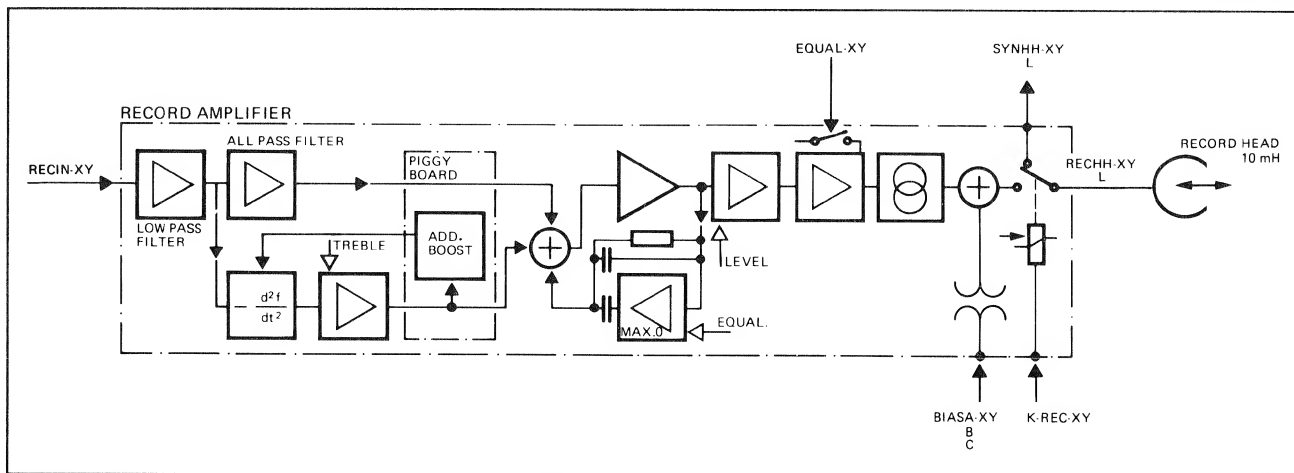 EQUAL-XY
SYNHH-XY
L
RECORD AMPLIFIER
ALL PASS FILTER
PIGGY
BOARD
RECORD HEAD
10 mH
RECIN-XY
RECHH-XY
L
LOW PASS
FILTER
TREBLE
ADD.
BOOST
LEVEL
- d²f
dt²
MAX.0
EQUAL.
BIASA-XY
B
C
K-REC-XY